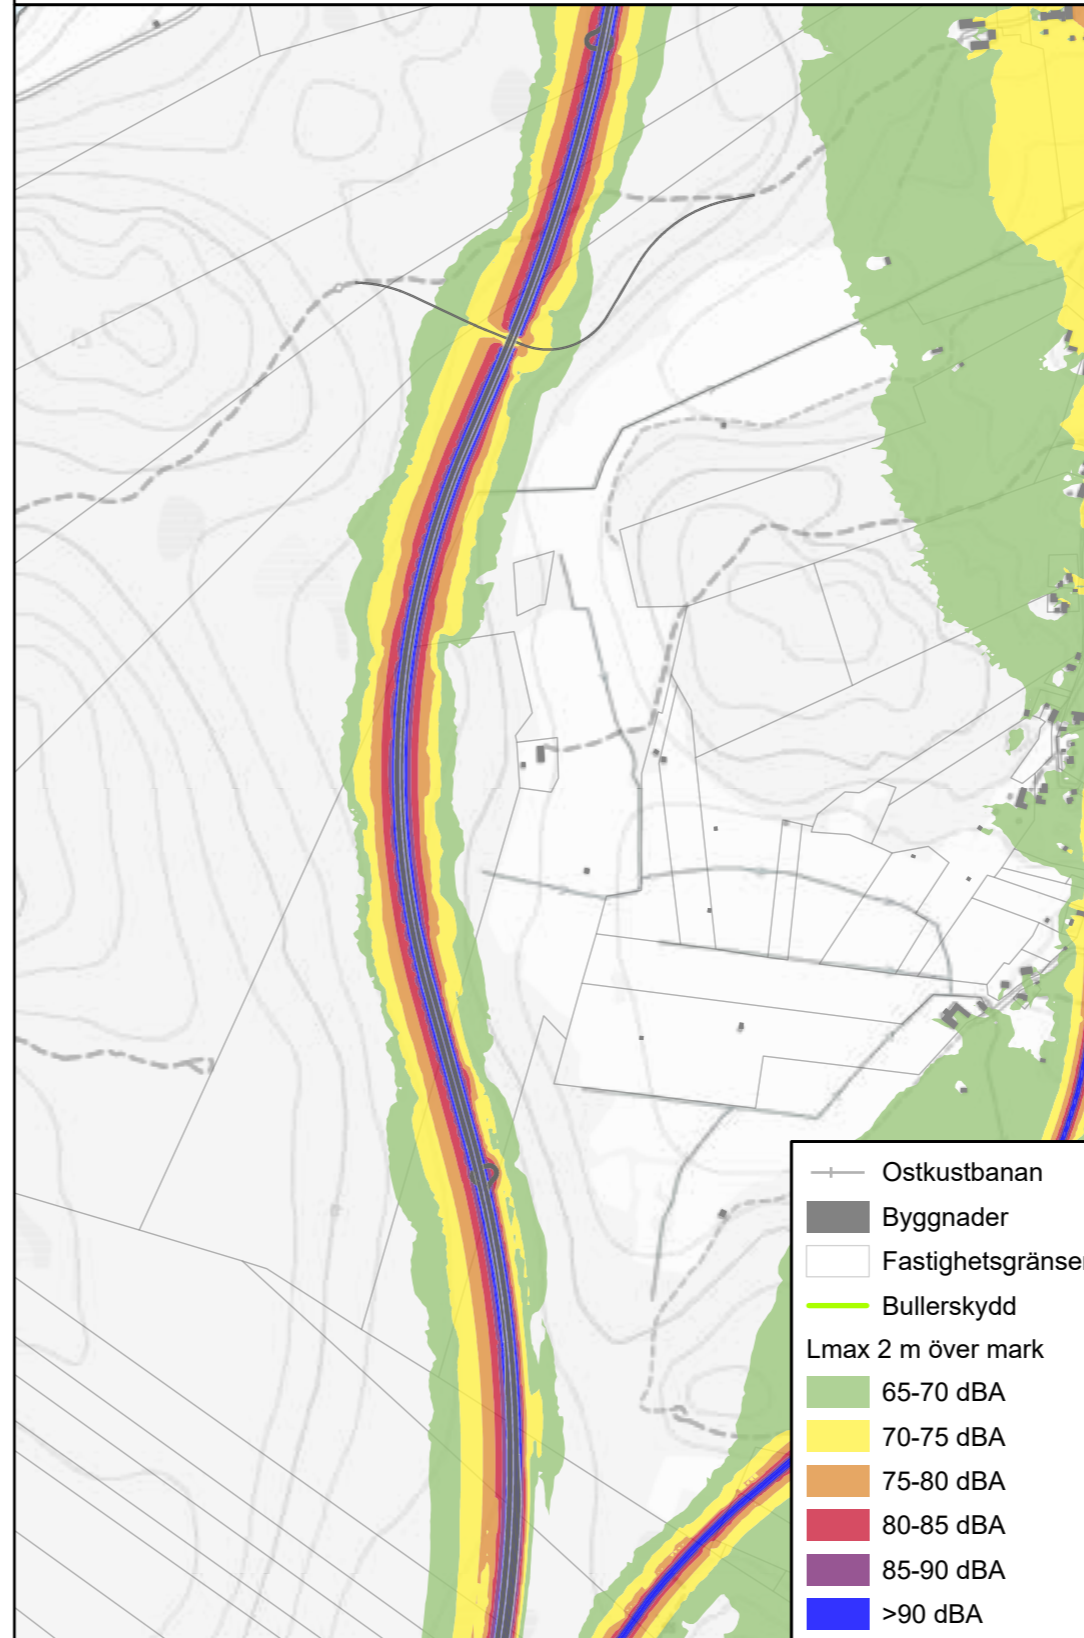 Ostkustbanan
Byggnader
Fastighetsgränser
Bullerskydd
Lmax 2 m över mark
65-70 dBA
70-75 dBA
75-80 dBA
80-85 dBA
85-90 dBA
>90 dBA